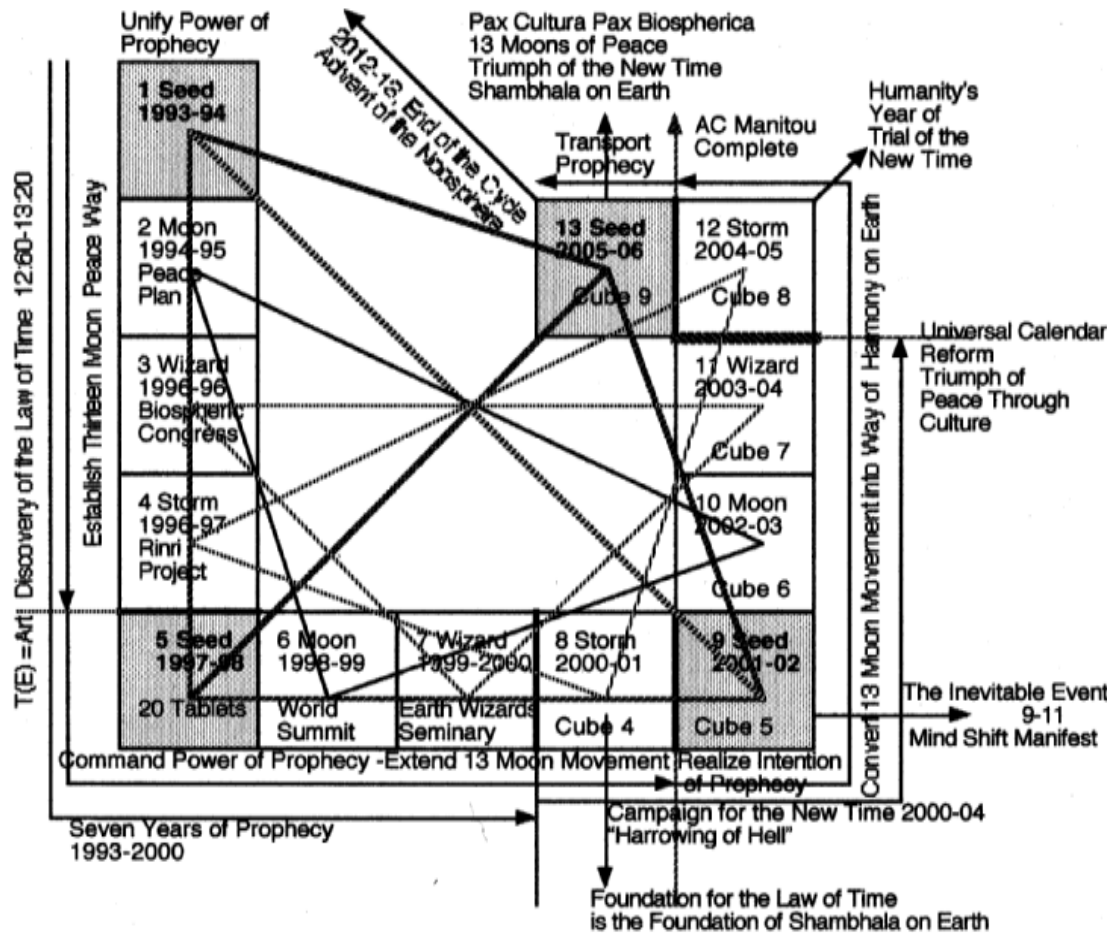 Unify Power of
Prophecy
2012-13, End of the Cycle
Advent of the Noosphere
Pax Cultura Pax Biospherica
13 Moons of Peace
Triumph of the New Time
Shambhala on Earth
Humanity's
Year of
Trial of the
New Time
Transport
Prophecy
AC Manitou
Complete
1 Seed
1993-94
2 Moon
1994-95
Peace
Plan
3 Wizard
1996-96
Biospheric
Congress
4 Storm
1996-97
Rinri
Project
5 Seed
1997-98
20 Tablets
6 Moon
1998-99
World
Summit
7 Wizard
1999-2000
Earth Wizards
Seminary
8 Storm
2000-01
Cube 4
9 Seed
2001-02
Cube 5
10 Moon
2002-03
Cube 6
11 Wizard
2003-04
Cube 7
12 Storm
2004-05
Cube 8
13 Seed
2005-06
Cube 9
T(E) =Art: Discovery of the Law of Time 12:60-13:20
Establish Thirteen Moon Peace Way
Convert 13 Moon Movement into Way of Harmony on Earth
Universal Calendar
Reform
Triumph of
Peace Through
Culture
The Inevitable Event
9-11
Mind Shift Manifest
Command Power of Prophecy -Extend 13 Moon Movement
Realize Intention
of Prophecy
Seven Years of Prophecy
1993-2000
Campaign for the New Time 2000-04
"Harrowing of Hell"
Foundation for the Law of Time
is the Foundation of Shambhala on Earth